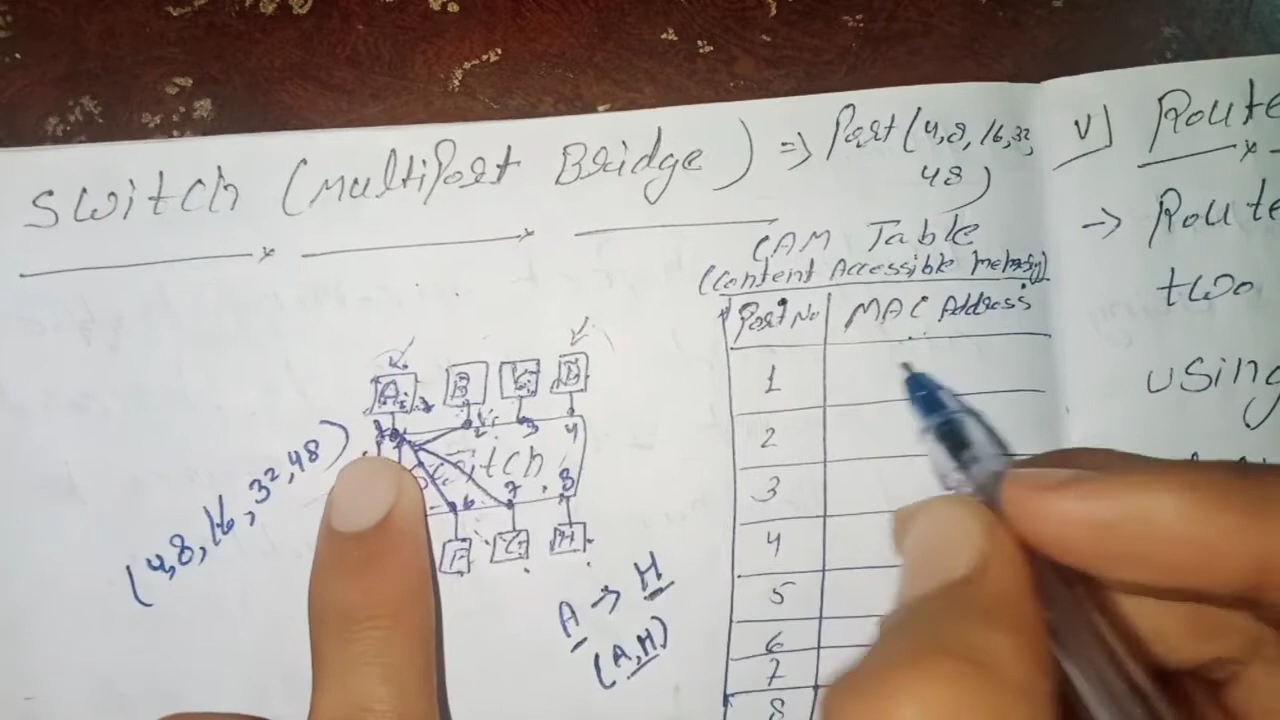 Switch (Multiport Bridge) => Port (4,8,16,32,
48)
CAM Table
(Content Accessible Memory)
Port No MAC Address
1
2
3
4
5
6
7
8
A B D
1 2 3 4
6 7 8
F H
(4,8,16,32,48)
A -> H
(A,H)
v) Route
-> Route
two
using